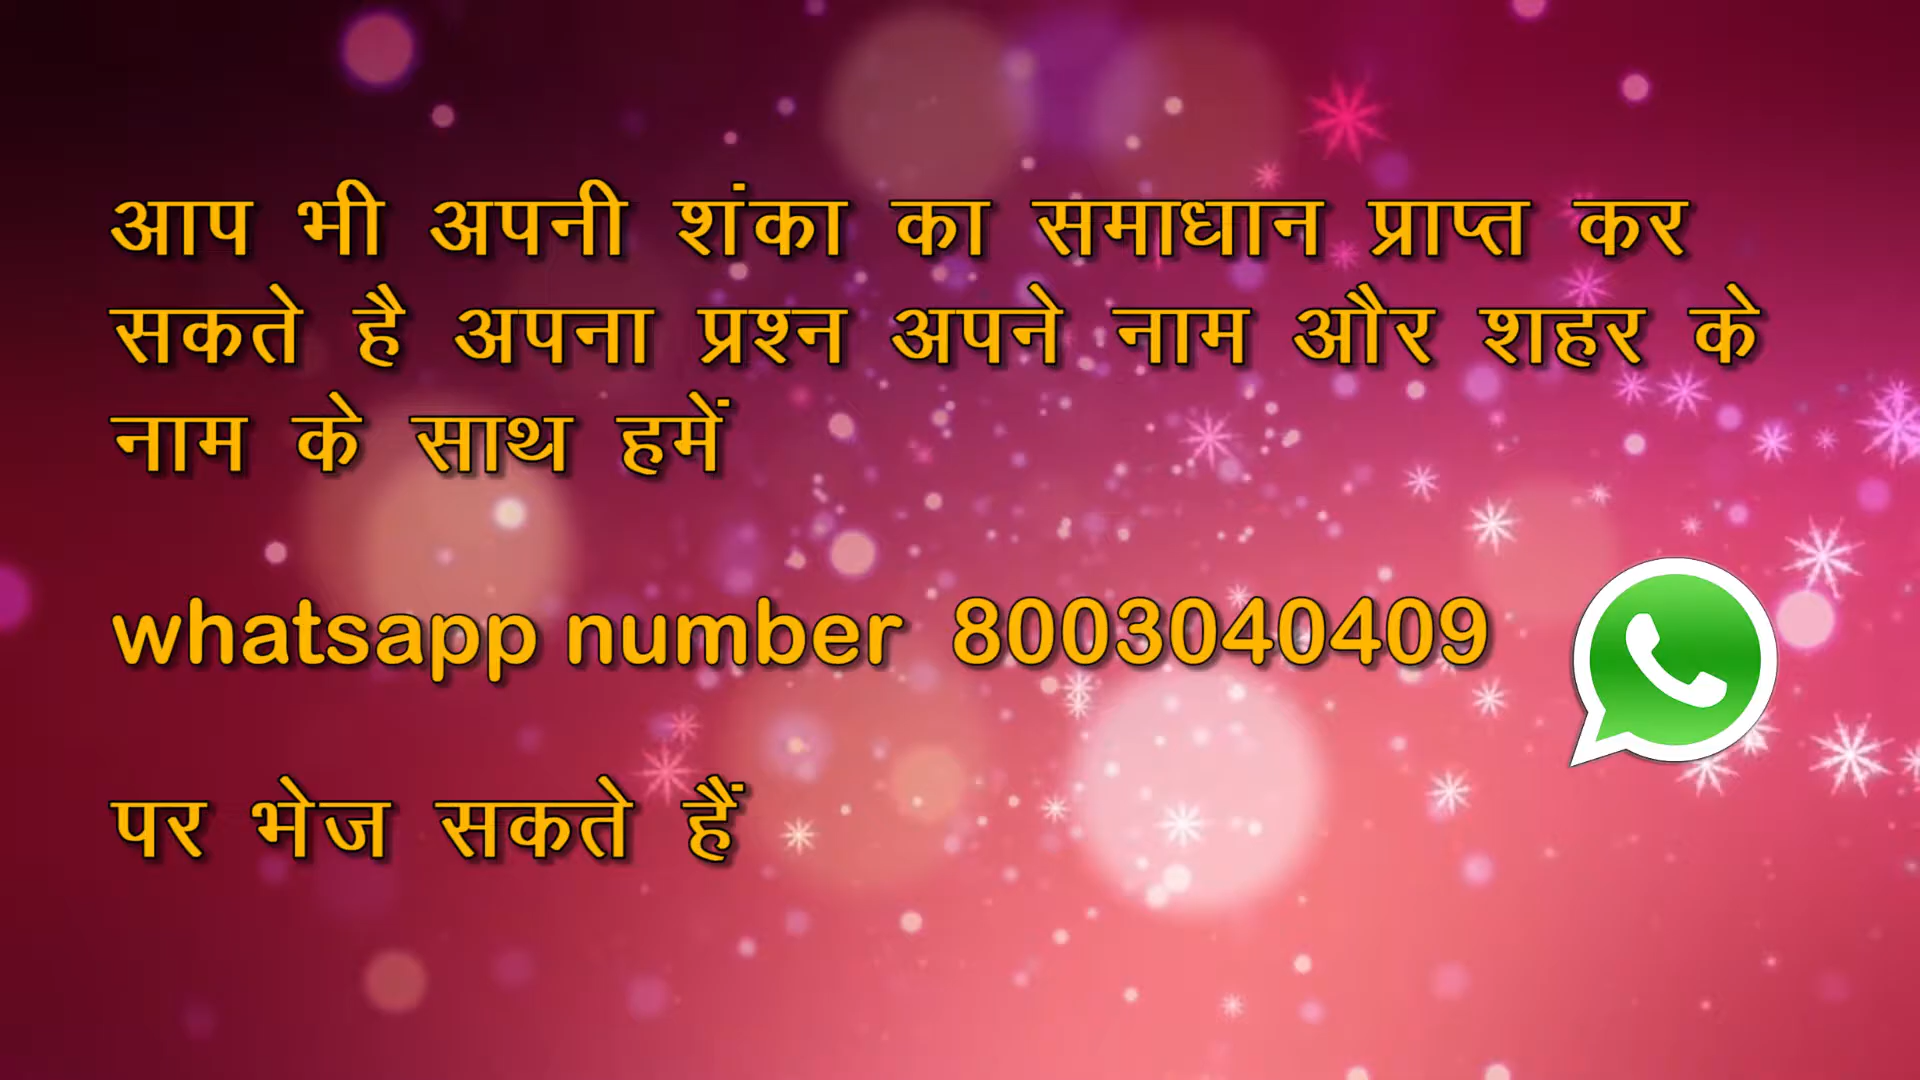 आप भी अपनी शंका का समाधान प्राप्त कर
सकते है अपना प्रश्न अपने नाम और शहर के
नाम के साथ हमें
whatsapp number 8003040409
पर भेज सकते हैं